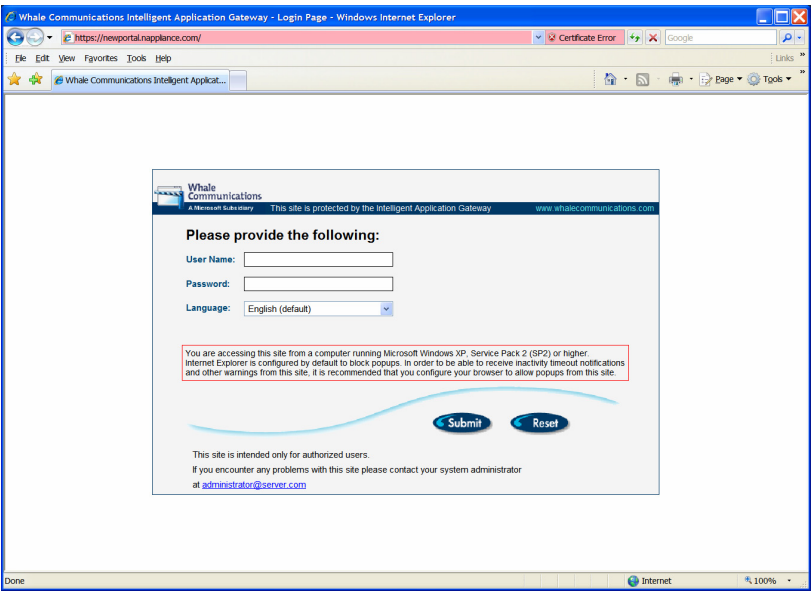 Whale Communications Intelligent Application Gateway - Login Page - Windows Internet Explorer
https://newportal.nappliance.com/
Certificate Error
Google
File Edit View Favorites Tools Help
Links
Whale Communications Intelligent Applicat...
Page Tools
Whale
Communications
A Microsoft Subsidiary This site is protected by the Intelligent Application Gateway www.whalecommunications.com
Please provide the following:
User Name:
Password:
Language: English (default)
You are accessing this site from a computer running Microsoft Windows XP, Service Pack 2 (SP2) or higher.
Internet Explorer is configured by default to block popups. In order to be able to receive inactivity timeout notifications
and other warnings from this site, it is recommended that you configure your browser to allow popups from this site.
Submit Reset
This site is intended only for authorized users.
If you encounter any problems with this site please contact your system administrator
at administrator@server.com
Done Internet 100%